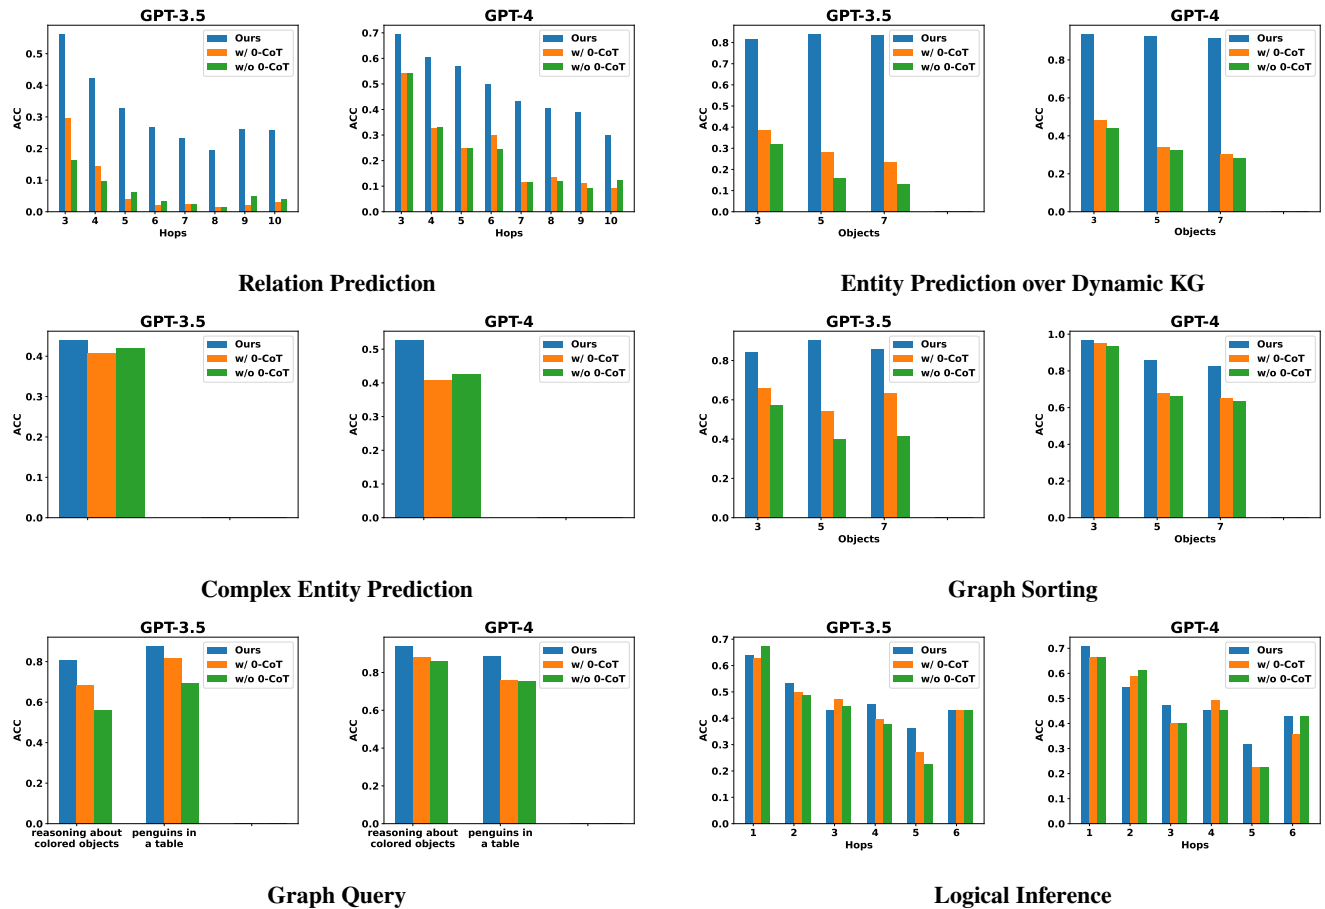 GPT-3.5
ACC
0.5
0.4
0.3
0.2
0.1
0.0
Ours
w/ 0-CoT
w/o 0-CoT
3 4 5 6 7 8 9 10
Hops
GPT-4
ACC
0.7
0.6
0.5
0.4
0.3
0.2
0.1
0.0
Ours
w/ 0-CoT
w/o 0-CoT
3 4 5 6 7 8 9 10
Hops
Relation Prediction
GPT-3.5
ACC
0.8
0.7
0.6
0.5
0.4
0.3
0.2
0.1
0.0
Ours
w/ 0-CoT
w/o 0-CoT
3 5 7
Objects
GPT-4
ACC
0.8
0.6
0.4
0.2
0.0
Ours
w/ 0-CoT
w/o 0-CoT
3 5 7
Objects
Entity Prediction over Dynamic KG
GPT-3.5
ACC
0.4
0.3
0.2
0.1
0.0
Ours
w/ 0-CoT
w/o 0-CoT
GPT-4
ACC
0.5
0.4
0.3
0.2
0.1
0.0
Ours
w/ 0-CoT
w/o 0-CoT
Complex Entity Prediction
GPT-3.5
ACC
0.8
0.6
0.4
0.2
0.0
Ours
w/ 0-CoT
w/o 0-CoT
3 5 7
Objects
GPT-4
ACC
1.0
0.8
0.6
0.4
0.2
0.0
Ours
w/ 0-CoT
w/o 0-CoT
3 5 7
Objects
Graph Sorting
GPT-3.5
ACC
0.8
0.6
0.4
0.2
0.0
Ours
w/ 0-CoT
w/o 0-CoT
reasoning about
colored objects
penguins in
a table
GPT-4
ACC
0.8
0.6
0.4
0.2
0.0
Ours
w/ 0-CoT
w/o 0-CoT
reasoning about
colored objects
penguins in
a table
Graph Query
GPT-3.5
ACC
0.7
0.6
0.5
0.4
0.3
0.2
0.1
0.0
Ours
w/ 0-CoT
w/o 0-CoT
1 2 3 4 5 6
Hops
GPT-4
ACC
0.7
0.6
0.5
0.4
0.3
0.2
0.1
0.0
Ours
w/ 0-CoT
w/o 0-CoT
1 2 3 4 5 6
Hops
Logical Inference